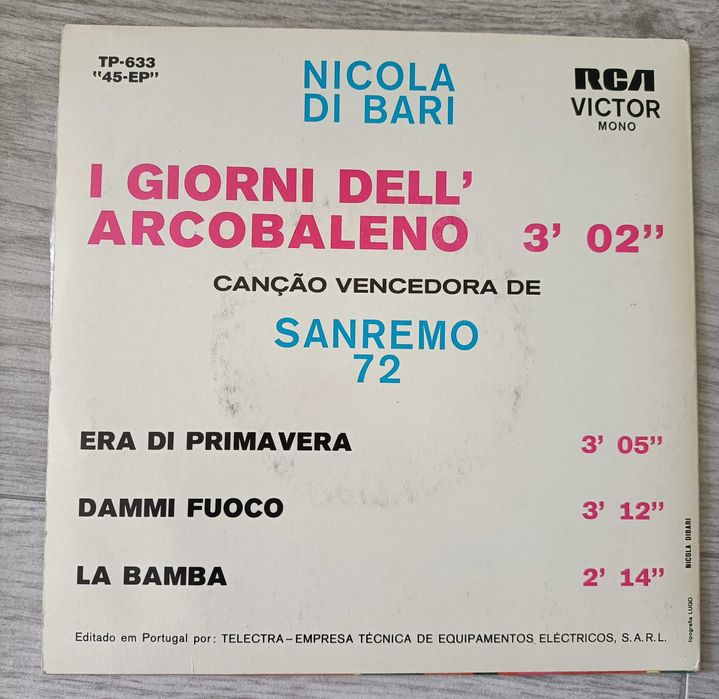 TP-633
"45-EP"
NICOLA
DI BARI
RCA
VICTOR
MONO
I GIORNI DELL'
ARCOBALENO 3' 02"
CANÇÃO VENCEDORA DE
SANREMO
72
ERA DI PRIMAVERA 3' 05"
DAMMI FUOCO 3' 12"
LA BAMBA 2' 14"
NICOLA DIBARI
tipografia LUGO
Editado em Portugal por: TELECTRA-EMPRESA TÉCNICA DE EQUIPAMENTOS ELÉCTRICOS, S.A.R.L.